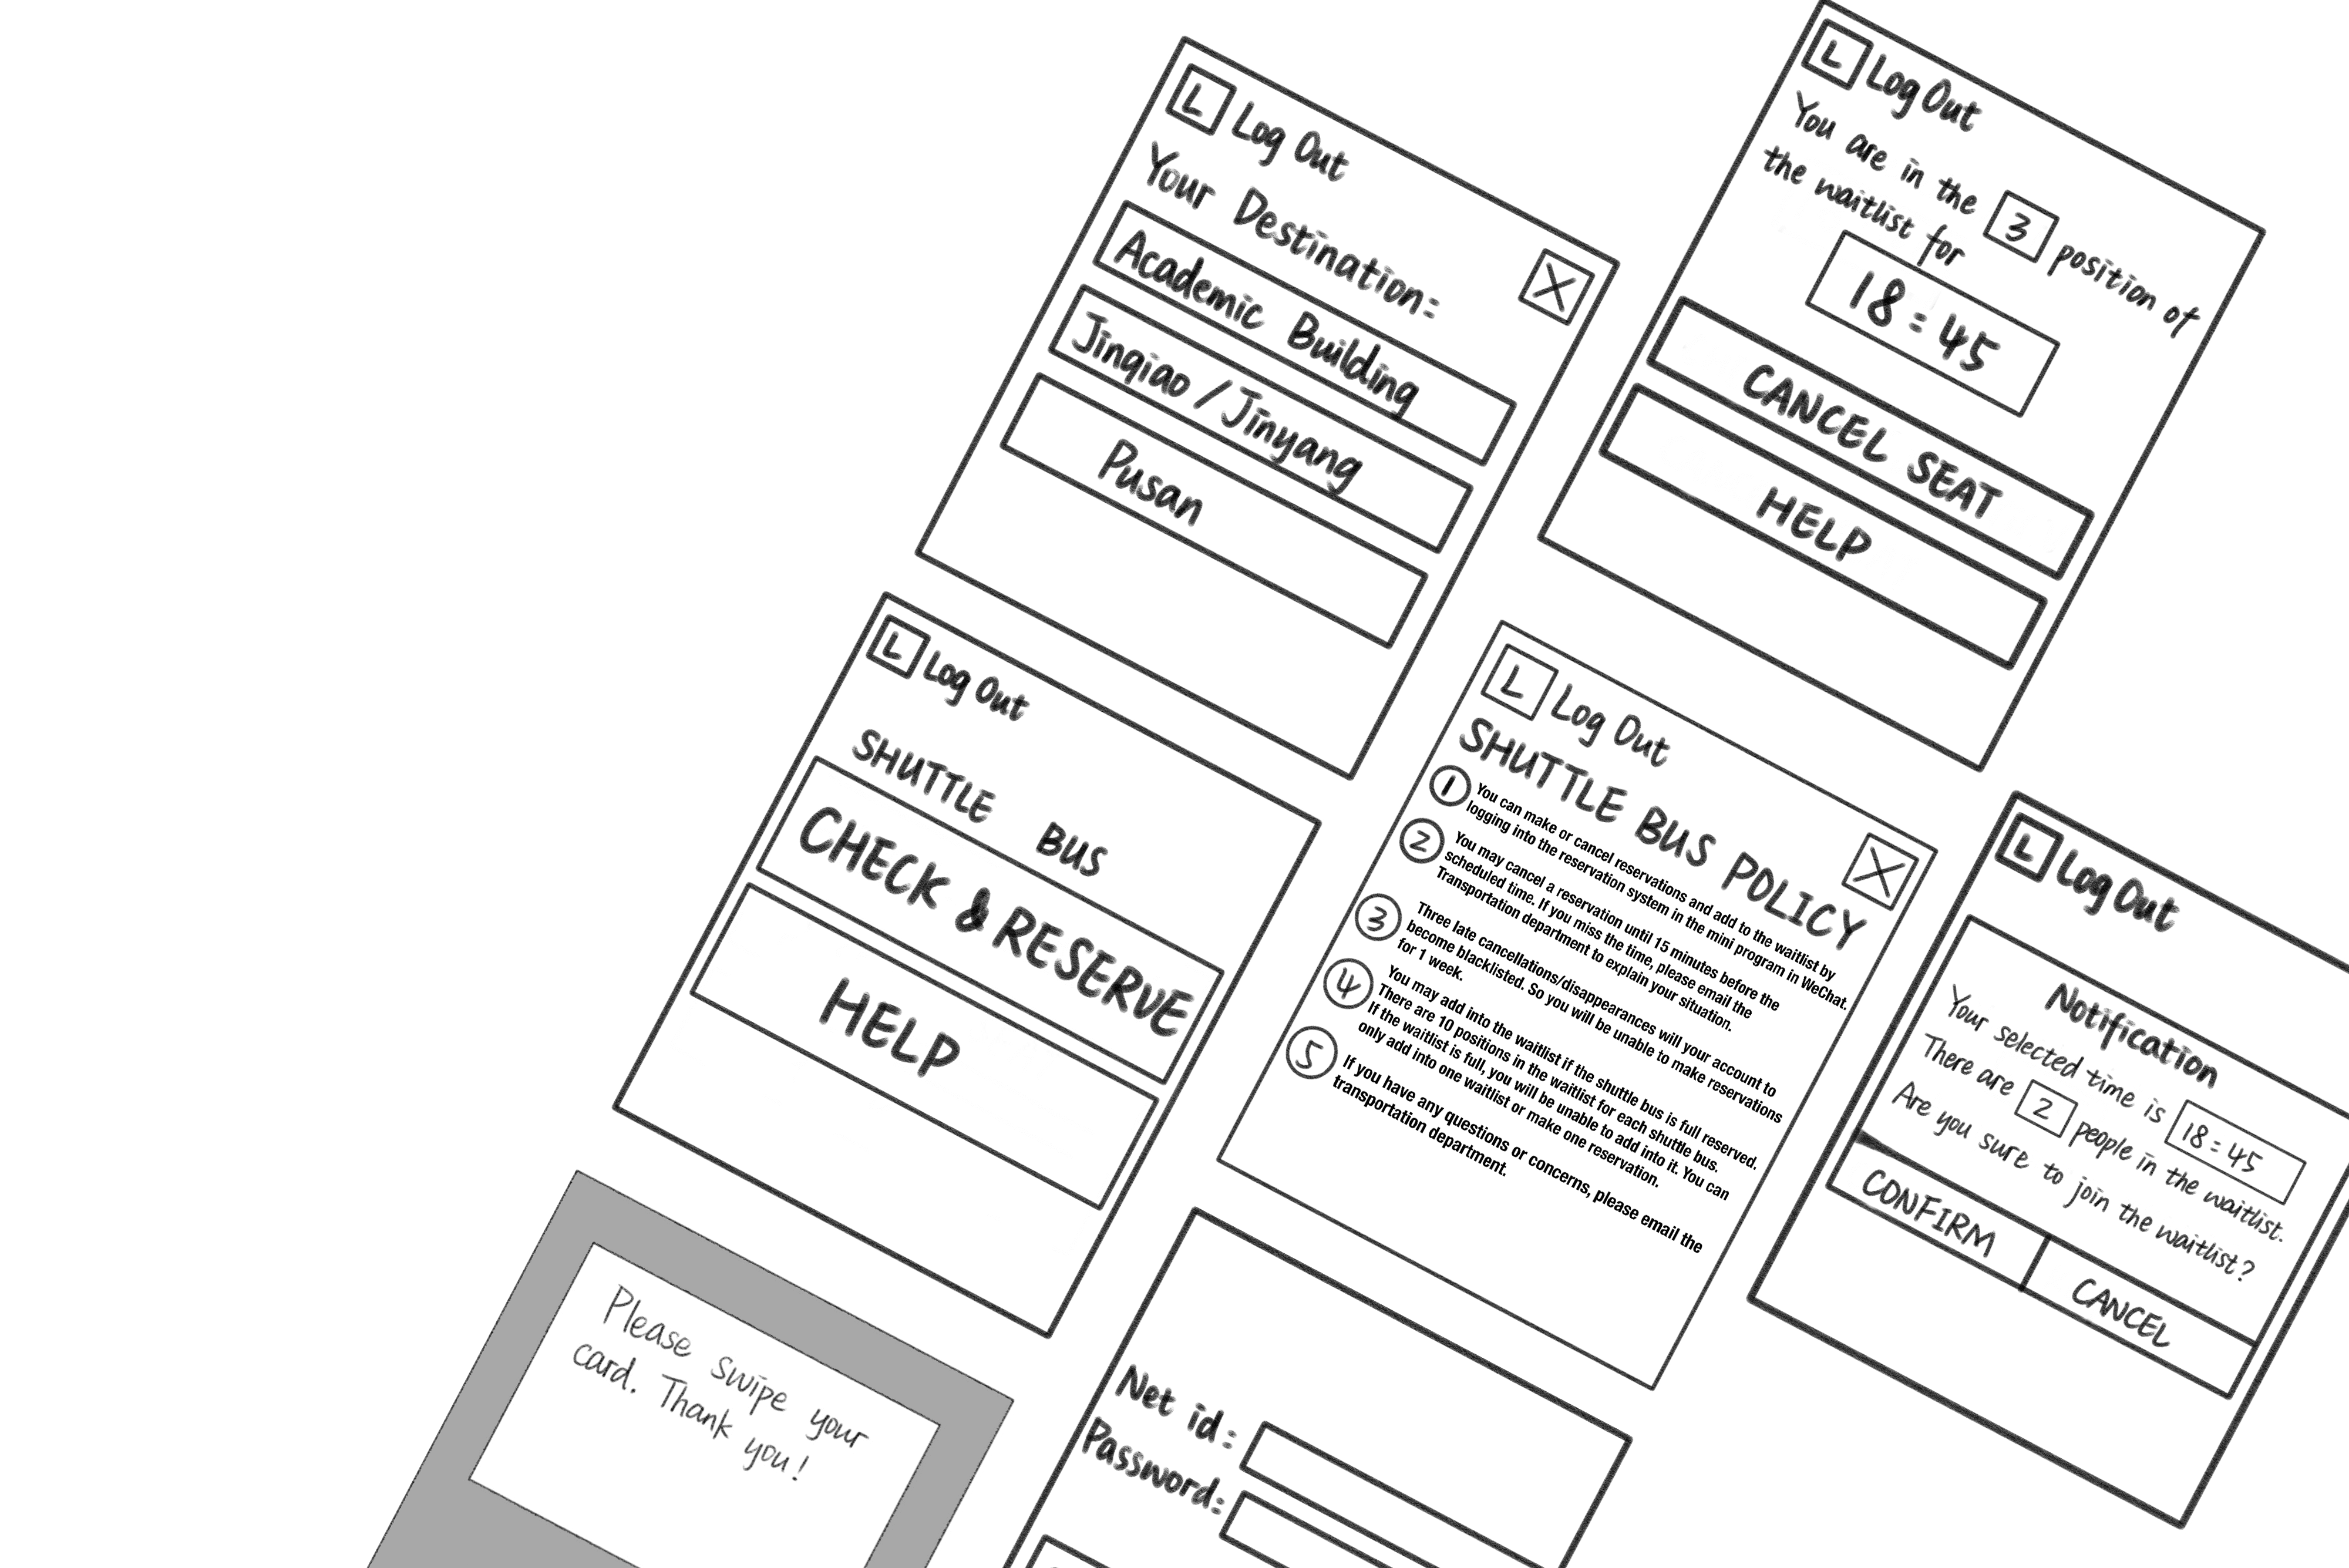 L Log Out
Your Destination:
Academic Building
Jinqiao / Jinyang
Pusan
L Log Out
You are in the 3 position of
the waitlist for
18:45
CANCEL SEAT
HELP
L Log Out
SHUTTLE BUS
CHECK & RESERVE
HELP
L Log Out
SHUTTLE BUS POLICY
1 You can make or cancel reservations and add to the waitlist by
logging into the reservation system in the mini program in WeChat.
2 You may cancel a reservation until 15 minutes before the
scheduled time. If you miss the time, please email the
Transportation department to explain your situation.
3 Three late cancellations/disappearances will your account to
become blacklisted. So you will be unable to make reservations
for 1 week.
4 You may add into the waitlist if the shuttle bus is full reserved.
There are 10 positions in the waitlist for each shuttle bus.
If the waitlist is full, you will be unable to add into it. You can
only add into one waitlist or make one reservation.
5 If you have any questions or concerns, please email the
transportation department.
L Log Out
Notification
Your selected time is 18:45
There are 2 people in the waitlist.
Are you sure to join the waitlist?
CONFIRM CANCEL
Please swipe your
card. Thank you!
Net id:
Password: